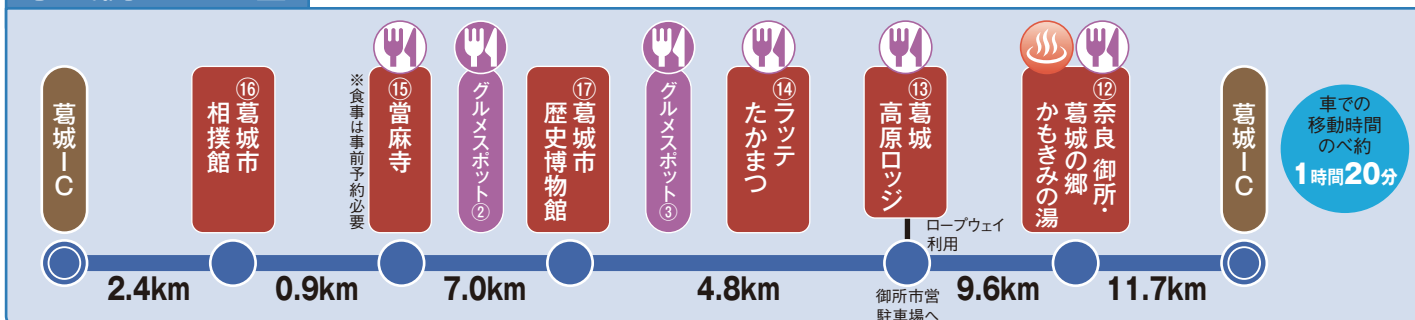 葛城IC
⑯葛城市
相撲館
⑮當麻寺
※食事は事前予約必要
グルメスポット②
⑰葛城市
歴史博物館
グルメスポット③
⑭ラッテ
たかまつ
⑬葛城
高原ロッジ
ロープウェイ
利用
御所市営
駐車場へ
⑫奈良 御所・
葛城の郷
かもきみの湯
葛城IC
車での
移動時間
のべ約
1時間20分
2.4km
0.9km
7.0km
4.8km
9.6km
11.7km